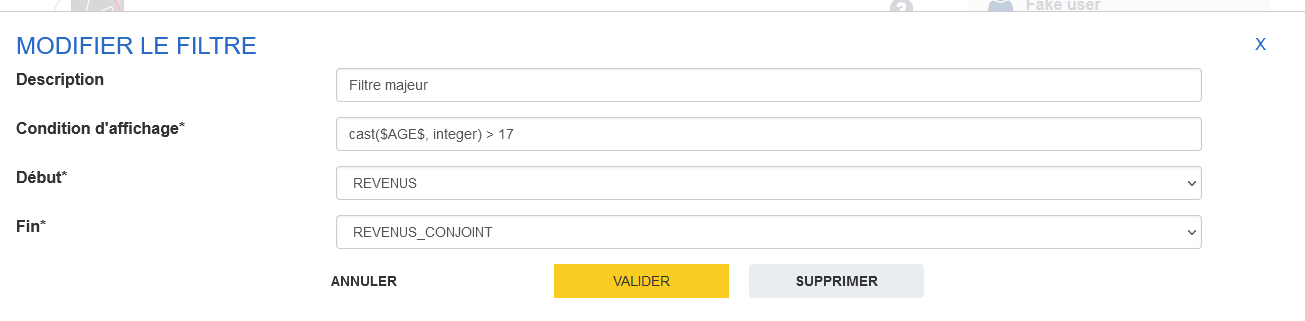 ?
Fake user
MODIFIER LE FILTRE
X
Description
Filtre majeur
Condition d'affichage*
cast($AGE$, integer) > 17
Début*
REVENUS
Fin*
REVENUS_CONJOINT
ANNULER
VALIDER
SUPPRIMER